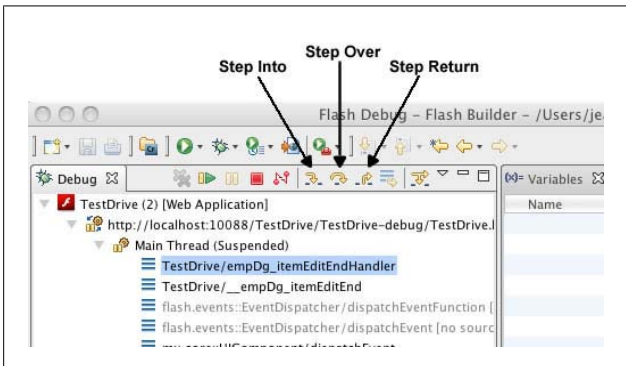 Step Over
Step Into
Step Return
Flash Debug – Flash Builder – /Users/je
Debug
(x)= Variables
TestDrive (2) [Web Application]
Name
http://localhost:10088/TestDrive/TestDrive-debug/TestDrive.
Main Thread (Suspended)
TestDrive/empDg_itemEditEndHandler
TestDrive/__empDg_itemEditEnd
flash.events::EventDispatcher/dispatchEventFunction [
flash.events::EventDispatcher/dispatchEvent [no sourc